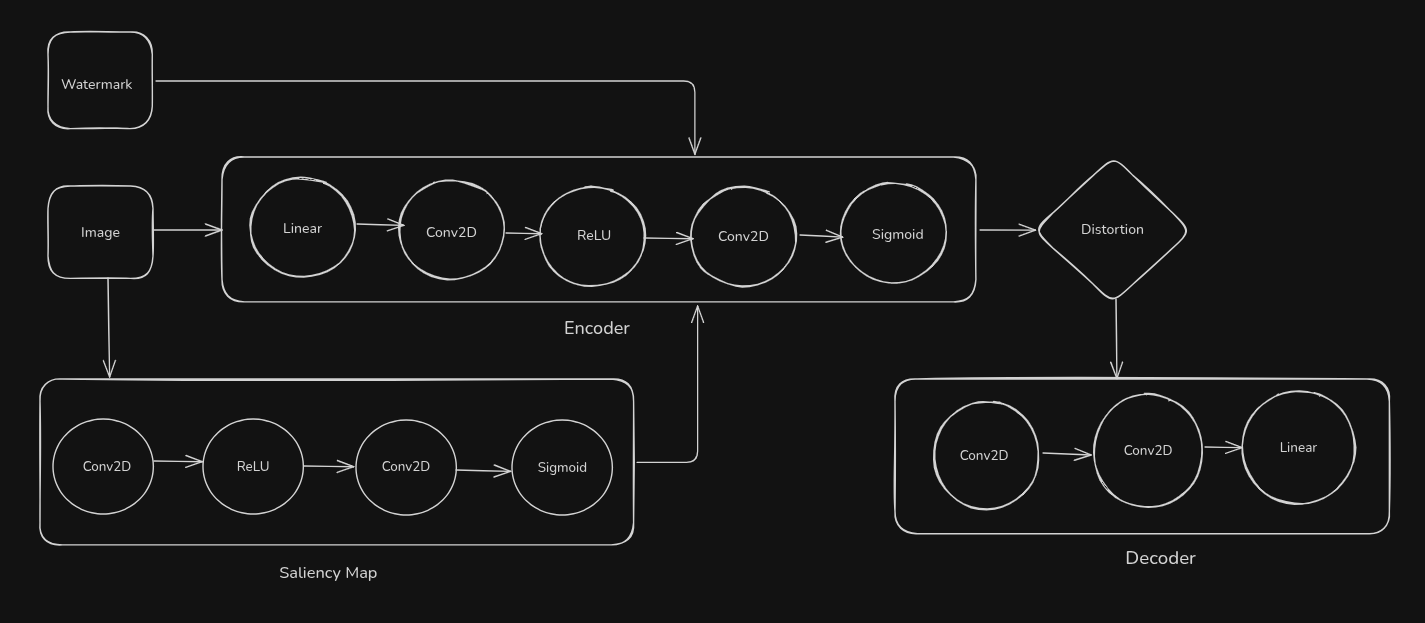 Watermark
Image
Linear
Conv2D
ReLU
Conv2D
Sigmoid
Distortion
Encoder
Conv2D
ReLU
Conv2D
Sigmoid
Saliency Map
Conv2D
Conv2D
Linear
Decoder